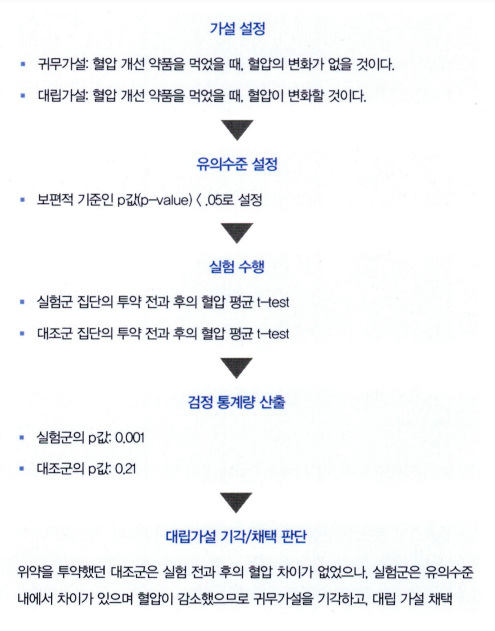 가설 설정
▪ 귀무가설: 혈압 개선 약품을 먹었을 때, 혈압의 변화가 없을 것이다.
▪ 대립가설: 혈압 개선 약품을 먹었을 때, 혈압이 변화할 것이다.
유의수준 설정
▪ 보편적 기준인 p값(p-value) < .05로 설정
실험 수행
▪ 실험군 집단의 투약 전과 후의 혈압 평균 t-test
▪ 대조군 집단의 투약 전과 후의 혈압 평균 t-test
검정 통계량 산출
▪ 실험군의 p값: 0.001
▪ 대조군의 p값: 0.21
대립가설 기각/채택 판단
위약을 투약했던 대조군은 실험 전과 후의 혈압 차이가 없었으나, 실험군은 유의수준
내에서 차이가 있으며 혈압이 감소했으므로 귀무가설을 기각하고, 대립 가설 채택